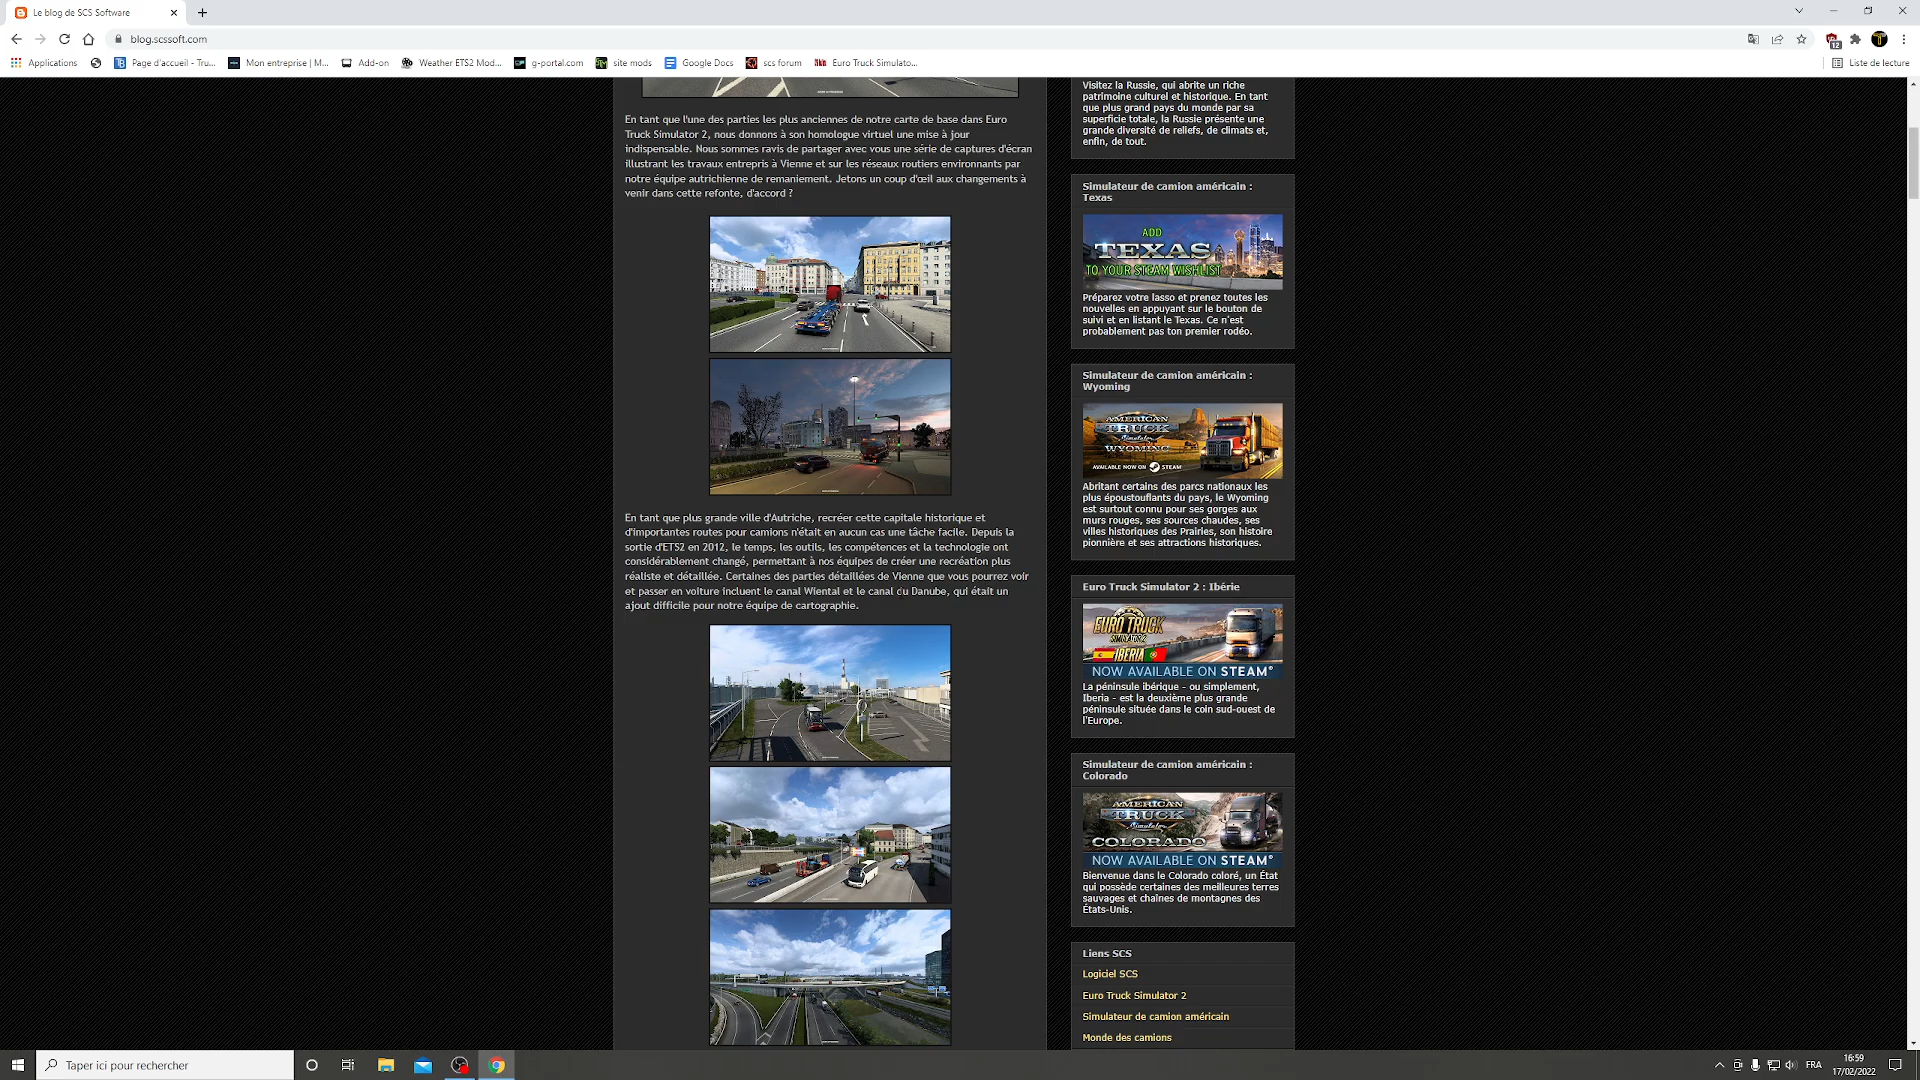 Le blog de SCS Software
blog.scssoft.com
12
Applications
Page d'accueil - Tru...
Mon entreprise | M...
Add-on
Weather ETS2 Mod...
g-portal.com
site mods
Google Docs
scs forum
Euro Truck Simulato...
Liste de lecture
En tant que l'une des parties les plus anciennes de notre carte de base dans Euro
Truck Simulator 2, nous donnons à son homologue virtuel une mise à jour
indispensable. Nous sommes ravis de partager avec vous une série de captures d'écran
illustrant les travaux entrepris à Vienne et sur les réseaux routiers environnants par
notre équipe autrichienne de remaniement. Jetons un coup d'œil aux changements à
venir dans cette refonte, d'accord ?
En tant que plus grande ville d'Autriche, recréer cette capitale historique et
d'importantes routes pour camions n'était en aucun cas une tâche facile. Depuis la
sortie d'ETS2 en 2012, le temps, les outils, les compétences et la technologie ont
considérablement changé, permettant à nos équipes de créer une recréation plus
réaliste et détaillée. Certaines des parties détaillées de Vienne que vous pourrez voir
et passer en voiture incluent le canal Wiental et le canal du Danube, qui était un
ajout difficile pour notre équipe de cartographie.
Visitez la Russie, qui abrite un riche
patrimoine culturel et historique. En tant
que plus grand pays du monde par sa
superficie totale, la Russie présente une
grande diversité de reliefs, de climats et,
enfin, de tout.
Simulateur de camion américain :
Texas
ADD
TEXAS
TO YOUR STEAM WISHLIST
Préparez votre lasso et prenez toutes les
nouvelles en appuyant sur le bouton de
suivi et en listant le Texas. Ce n'est
probablement pas ton premier rodéo.
Simulateur de camion américain :
Wyoming
AMERICAN
TRUCK
Simulator
WYOMING
AVAILABLE NOW ON STEAM
Abritant certains des parcs nationaux les
plus époustouflants du pays, le Wyoming
est surtout connu pour ses gorges aux
murs rouges, ses sources chaudes, ses
villes historiques des Prairies, son histoire
pionnière et ses attractions historiques.
Euro Truck Simulator 2 : Ibérie
EURO TRUCK
SIMULATOR 2
IBERIA
NOW AVAILABLE ON STEAM
La péninsule ibérique - ou simplement,
Iberia - est la deuxième plus grande
péninsule située dans le coin sud-ouest de
l'Europe.
Simulateur de camion américain :
Colorado
AMERICAN
TRUCK
Simulator
COLORADO
NOW AVAILABLE ON STEAM
Bienvenue dans le Colorado coloré, un État
qui possède certaines des meilleures terres
sauvages et chaînes de montagnes des
États-Unis.
Liens SCS
Logiciel SCS
Euro Truck Simulator 2
Simulateur de camion américain
Monde des camions
Taper ici pour rechercher
FRA
16:59
17/02/2022